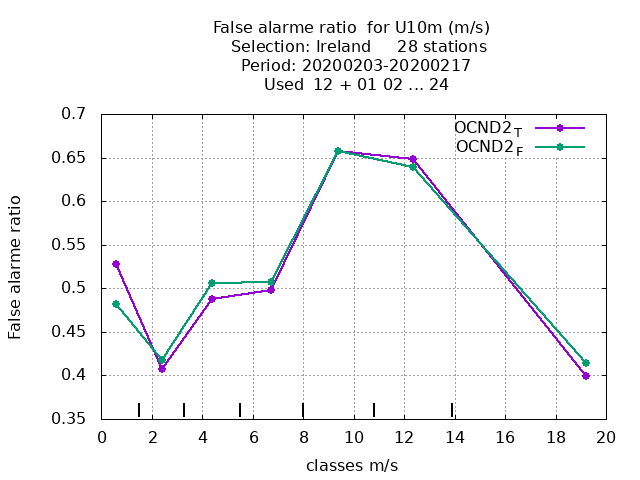 False alarme ratio  for U10m (m/s)
Selection: Ireland     28 stations
Period: 20200203-20200217
Used  12 + 01 02 ... 24
OCND2T
OCND2F
False alarme ratio
0.7
0.65
0.6
0.55
0.5
0.45
0.4
0.35
0 2 4 6 8 10 12 14 16 18 20
classes m/s